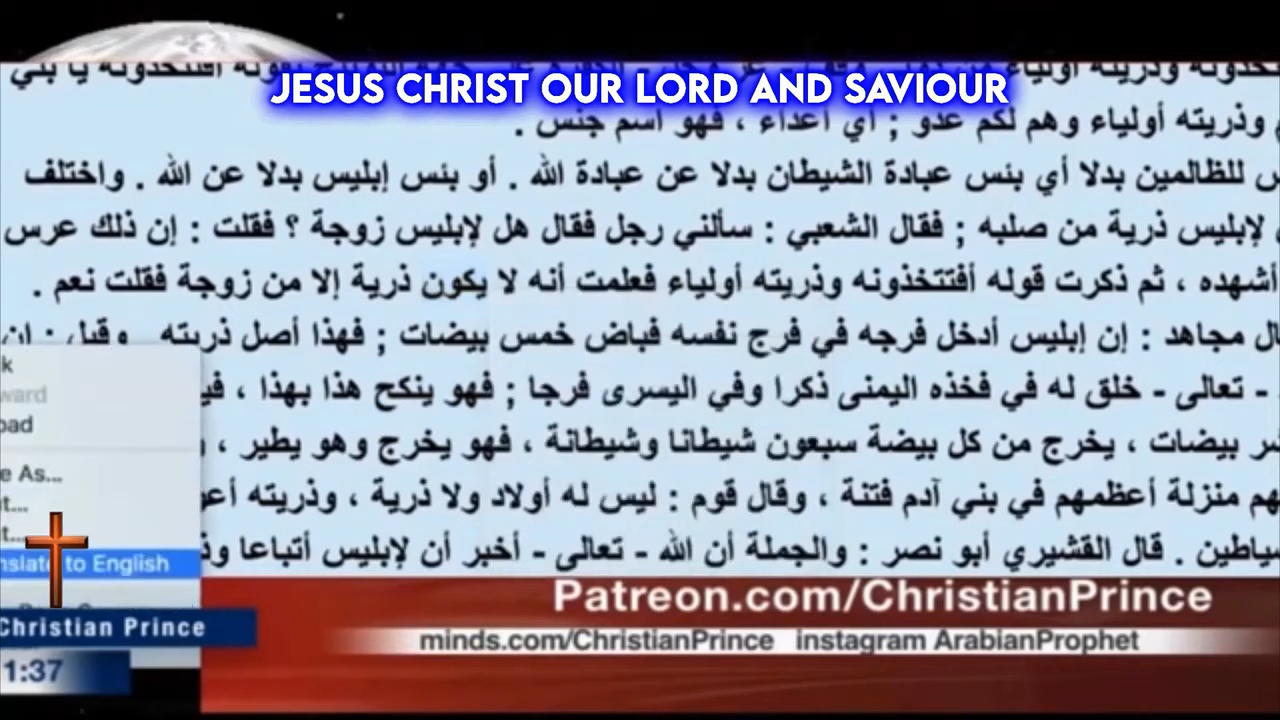 JESUS CHRIST OUR LORD AND SAVIOUR
وذريته أولياء وهم لكم عدو ; أي أعداء ، فهو اسم جنس .
للظالمين بدلا أي بئس عبادة الشيطان بدلا عن عبادة الله . أو بئس إبليس بدلا عن الله . واختلف
لإبليس ذرية من صلبه ; فقال الشعبي : سألني رجل فقال هل لإبليس زوجة ؟ فقلت : إن ذلك عرس
أشهده ، ثم ذكرت قوله أفتتخذونه وذريته أولياء فعلمت أنه لا يكون ذرية إلا من زوجة فقلت نعم .
مجاهد : إن إبليس أدخل فرجه في فرج نفسه فباض خمس بيضات ; فهذا أصل ذريته . وقيل : إن
- تعالى - خلق له في فخذه اليمنى ذكرا وفي اليسرى فرجا ; فهو ينكح هذا بهذا ،
بيضات ، يخرج من كل بيضة سبعون شيطانا وشيطانة ، فهو يخرج وهو يطير ،
منزلة أعظمهم في بني آدم فتنة ، وقال قوم : ليس له أولاد ولا ذرية ، وذريته
. قال القشيري أبو نصر : والجملة أن الله - تعالى - أخبر أن لإبليس أتباعا
k
ward
oad
e As...
t...
t...
nslate to English
Christian Prince
1:37
Patreon.com/ChristianPrince
minds.com/ChristianPrince instagram ArabianProphet